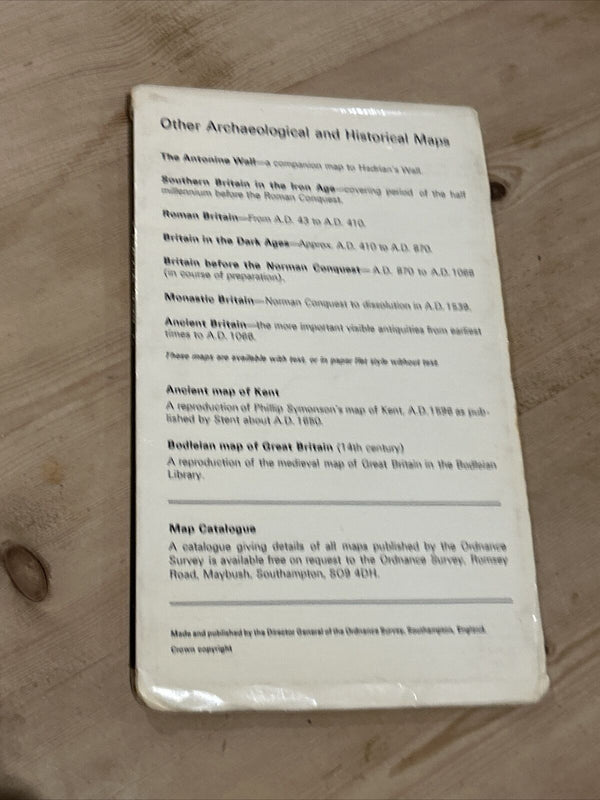 Other Archaeological and Historical Maps
The Antonine Wall—a companion map to Hadrian's Wall.
Southern Britain in the Iron Age—covering period of the half
millennium before the Roman Conquest.
Roman Britain—From A.D. 43 to A.D. 410.
Britain in the Dark Ages—Approx. A.D. 410 to A.D. 870.
Britain before the Norman Conquest—A.D. 870 to A.D. 1066
(in course of preparation).
Monastic Britain—Norman Conquest to dissolution in A.D. 1539.
Ancient Britain—the more important visible antiquities from earliest
times to A.D. 1066.
These maps are available with text, or in paper flat style without text.
Ancient map of Kent
A reproduction of Phillip Symonson's map of Kent, A.D. 1596 as pub-
lished by Stent about A.D. 1650.
Bodleian map of Great Britain (14th century)
A reproduction of the medieval map of Great Britain in the Bodleian
Library.
Map Catalogue
A catalogue giving details of all maps published by the Ordnance
Survey is available free on request to the Ordnance Survey, Romsey
Road, Maybush, Southampton, SO9 4DH.
Made and published by the Director General of the Ordnance Survey, Southampton, England.
Crown copyright